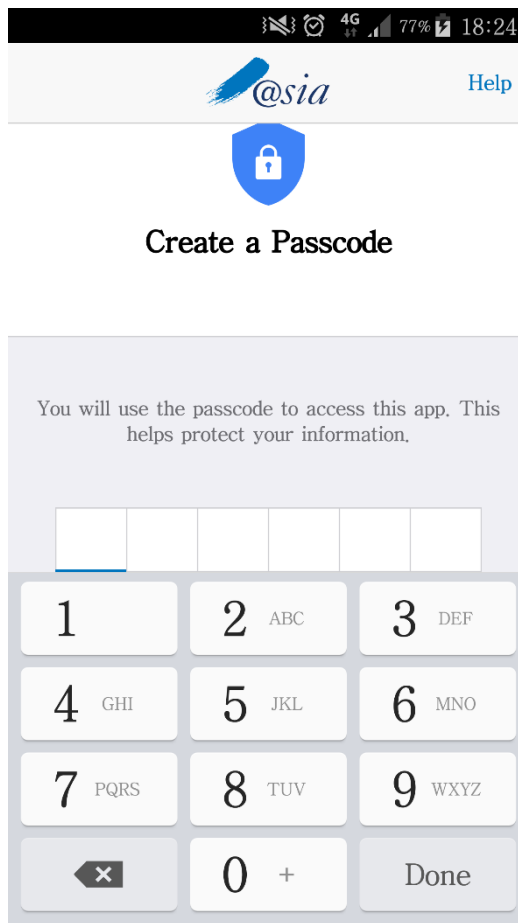 4G 77% 18:24
@sia Help
Create a Passcode
You will use the passcode to access this app. This
helps protect your information.
1 2 ABC 3 DEF
4 GHI 5 JKL 6 MNO
7 PQRS 8 TUV 9 WXYZ
0 + Done